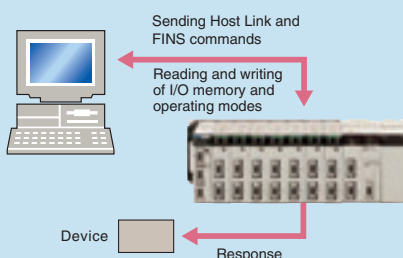 Sending Host Link and
FINS commands
Reading and writing
of I/O memory and
operating modes
Device
Response